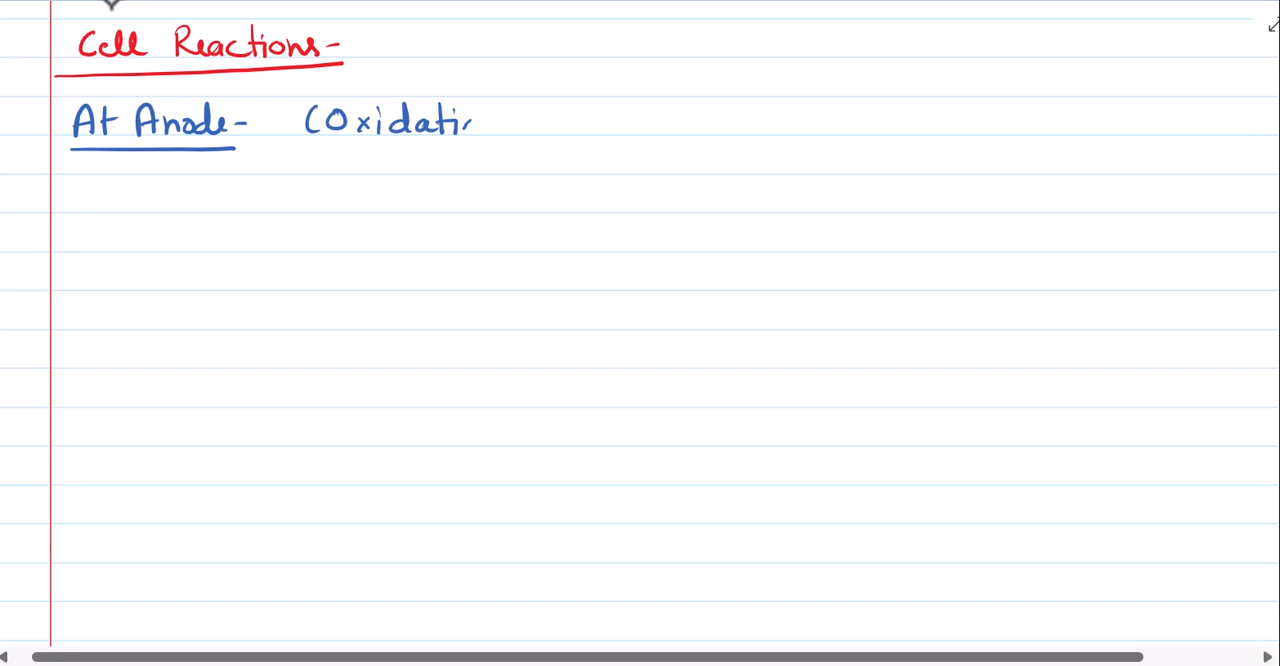 Cell Reactions-
At Anode- (Oxidati